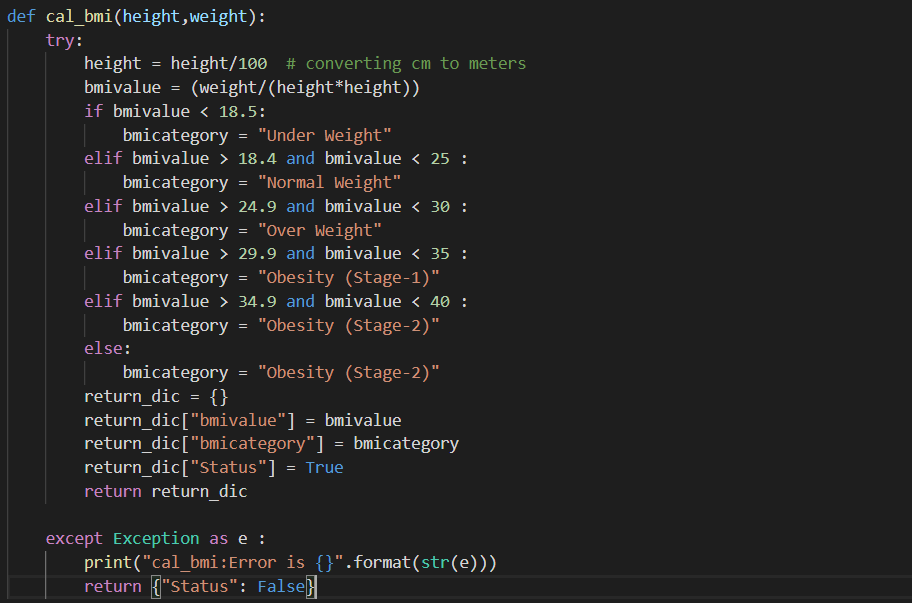 def cal_bmi(height,weight):
    try:
        height = height/100  # converting cm to meters
        bmivalue = (weight/(height*height))
        if bmivalue < 18.5:
            bmicategory = "Under Weight"
        elif bmivalue > 18.4 and bmivalue < 25 :
            bmicategory = "Normal Weight"
        elif bmivalue > 24.9 and bmivalue < 30 :
            bmicategory = "Over Weight"
        elif bmivalue > 29.9 and bmivalue < 35 :
            bmicategory = "Obesity (Stage-1)"
        elif bmivalue > 34.9 and bmivalue < 40 :
            bmicategory = "Obesity (Stage-2)"
        else:
            bmicategory = "Obesity (Stage-2)"
        return_dic = {}
        return_dic["bmivalue"] = bmivalue
        return_dic["bmicategory"] = bmicategory
        return_dic["Status"] = True
        return return_dic

    except Exception as e :
        print("cal_bmi:Error is {}".format(str(e)))
        return {"Status": False}